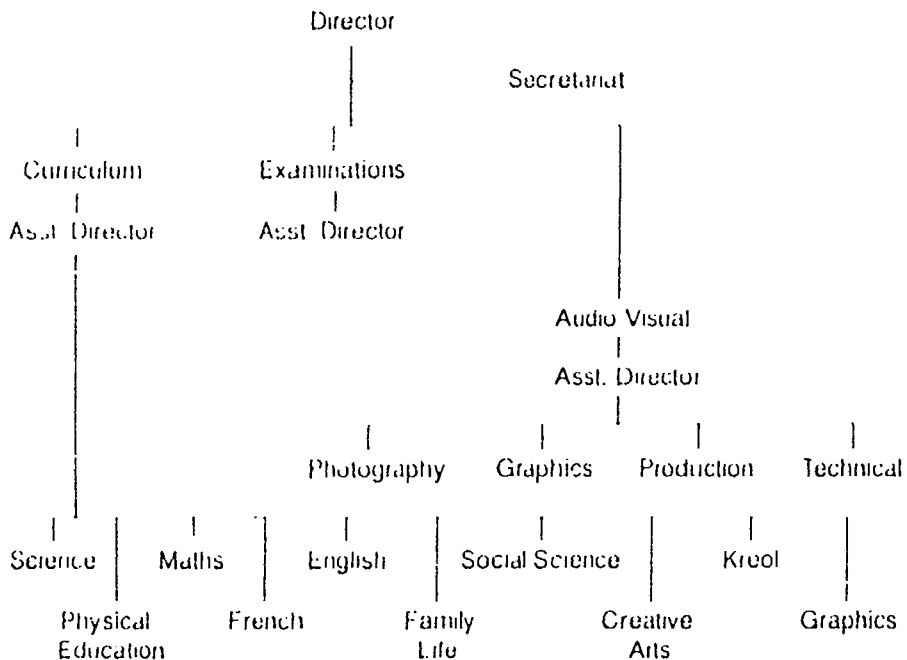 Director
Secretariat
Curriculum Examinations
Asst. Director Asst. Director
Audio Visual
Asst. Director
Photography Graphics Production Technical
Science Maths English Social Science Kreol
Physical Education French Family Life Creative Arts Graphics